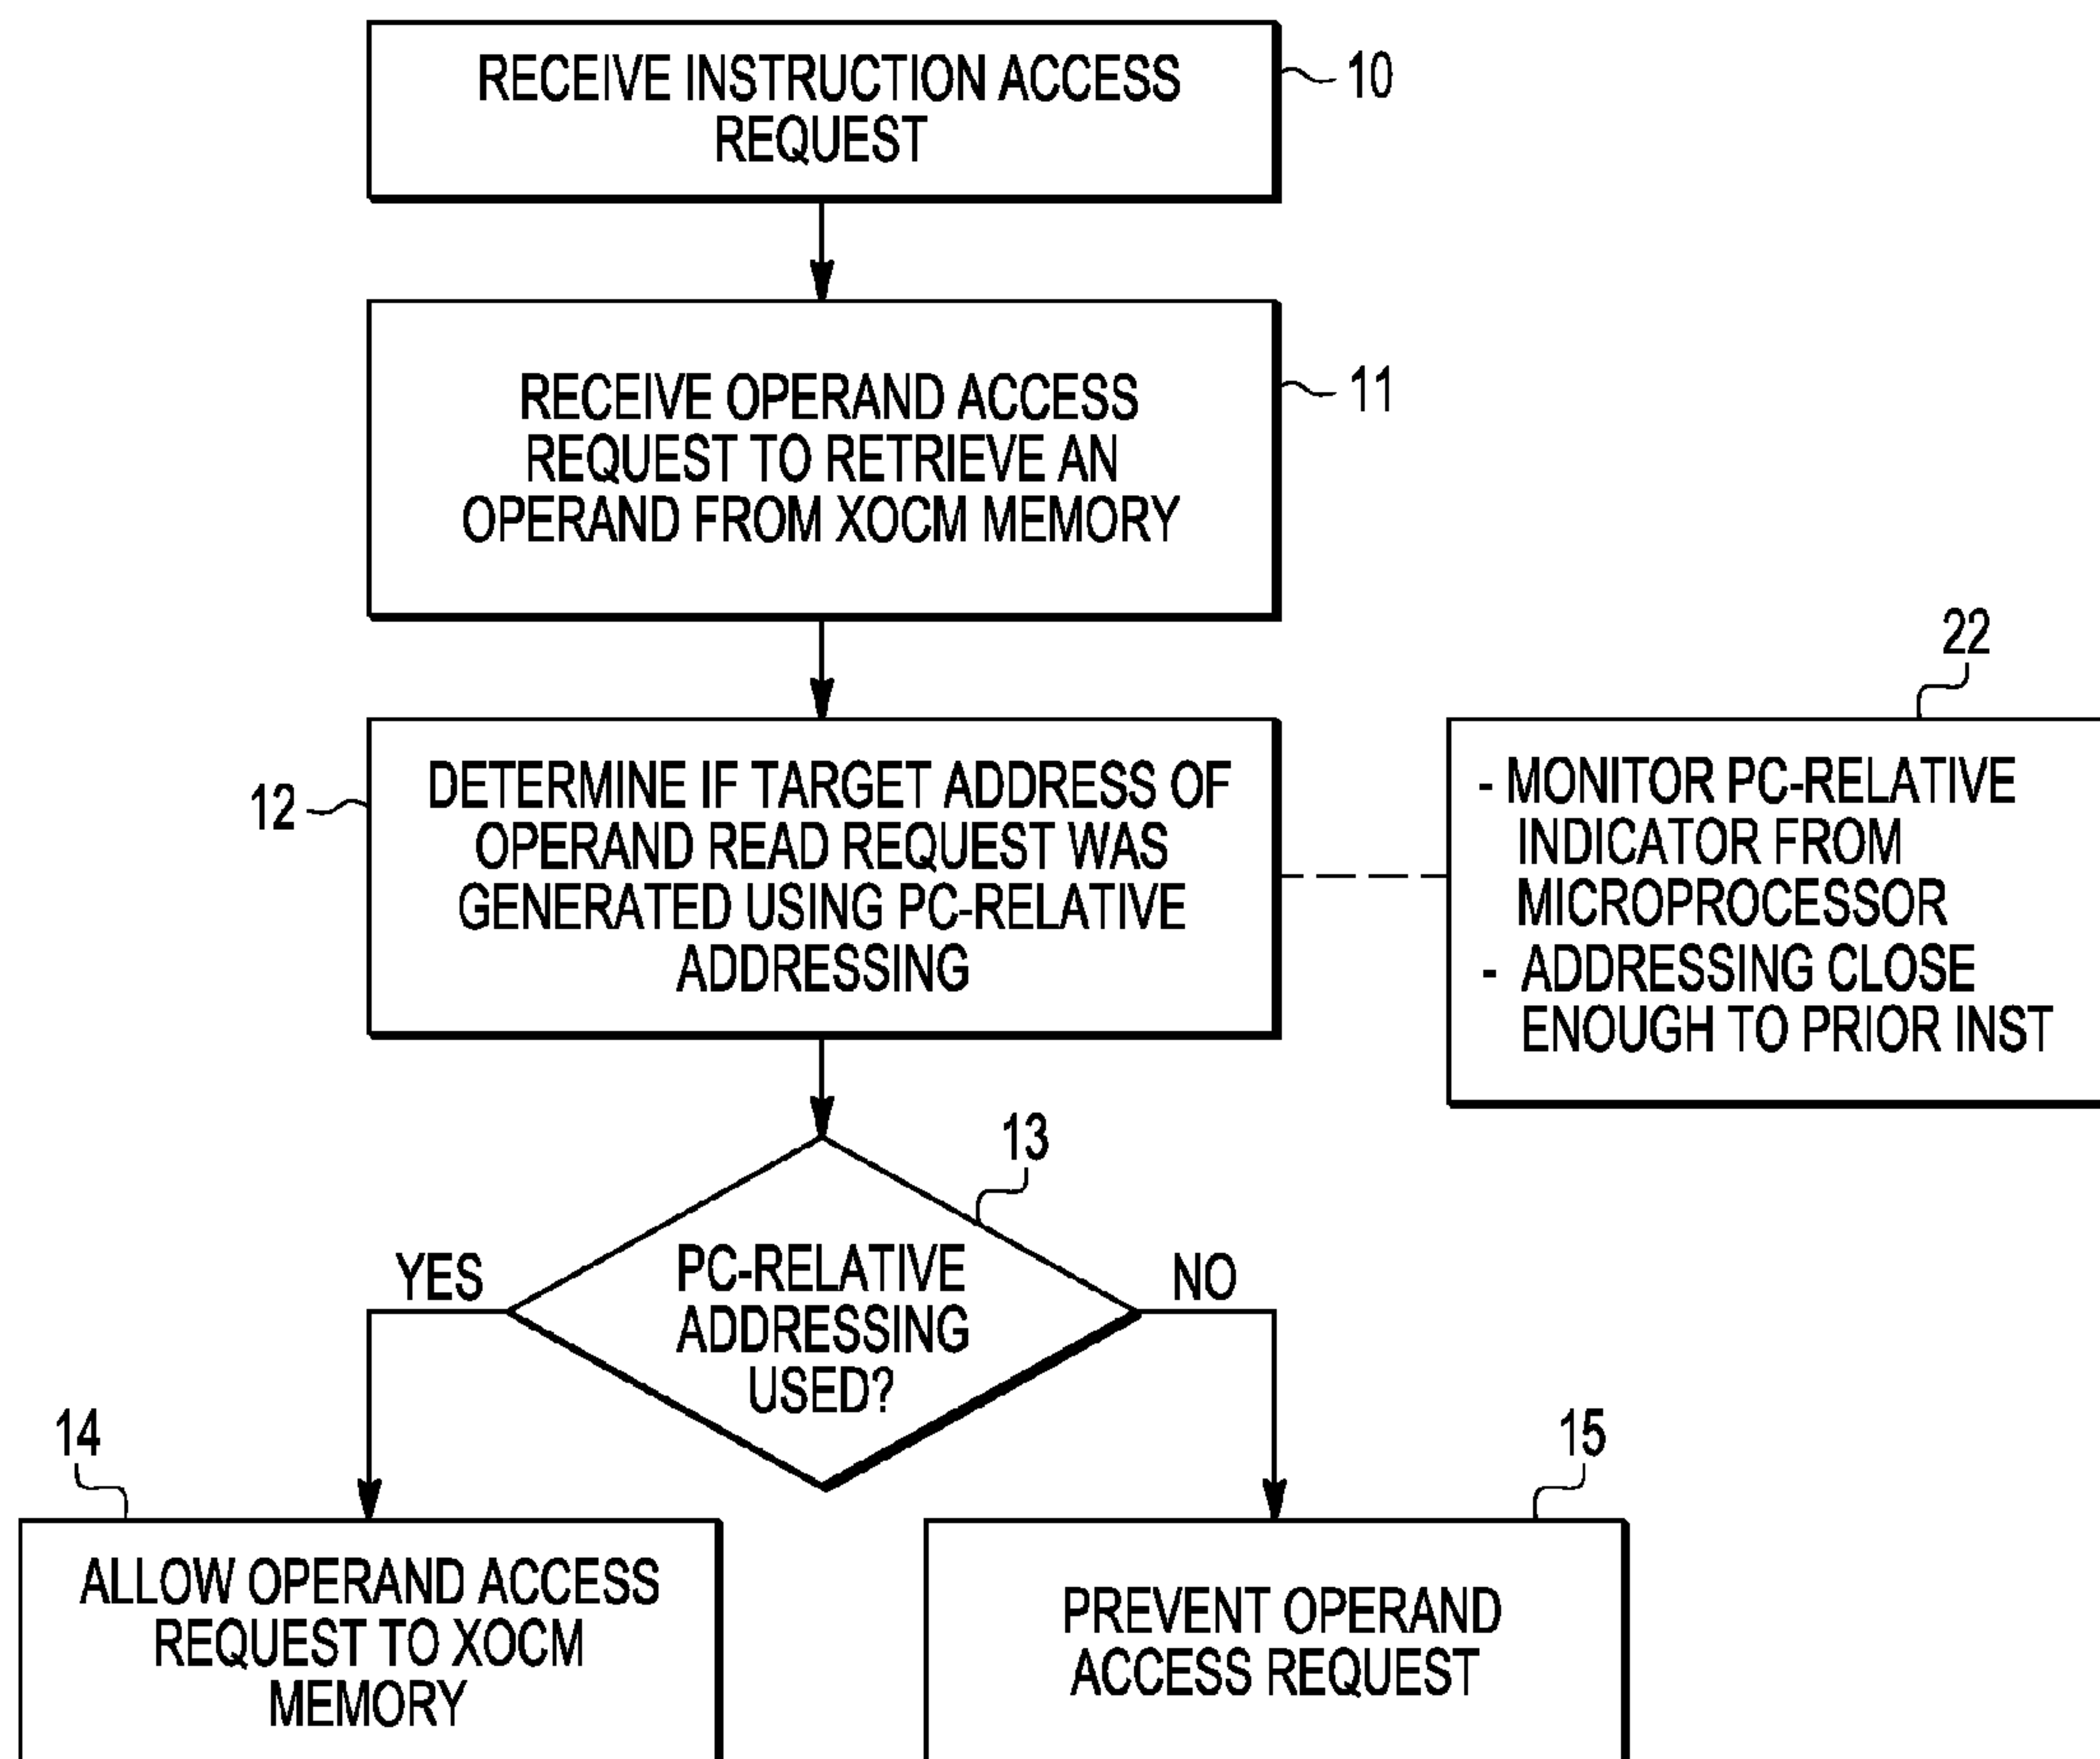 RECEIVE INSTRUCTION ACCESS
REQUEST
10
RECEIVE OPERAND ACCESS
REQUEST TO RETRIEVE AN
OPERAND FROM XOCM MEMORY
11
12
DETERMINE IF TARGET ADDRESS OF
OPERAND READ REQUEST WAS
GENERATED USING PC-RELATIVE
ADDRESSING
22
- MONITOR PC-RELATIVE
INDICATOR FROM
MICROPROCESSOR
- ADDRESSING CLOSE
ENOUGH TO PRIOR INST
13
PC-RELATIVE
ADDRESSING
USED?
YES
NO
14
ALLOW OPERAND ACCESS
REQUEST TO XOCM
MEMORY
15
PREVENT OPERAND
ACCESS REQUEST